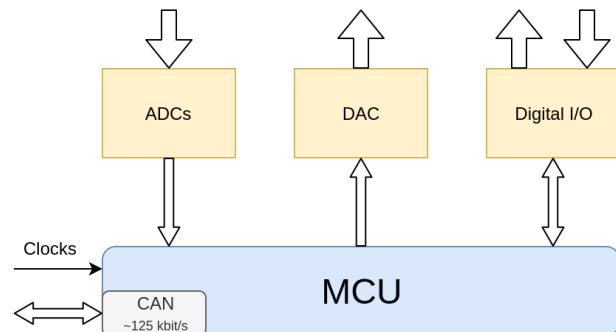 ADCs
DAC
Digital I/O
Clocks
MCU
CAN
~125 kbit/s